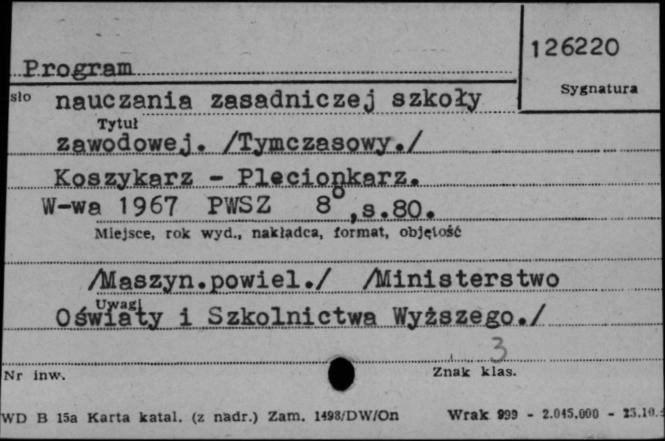 126220
Program
Sygnatura
sło nauczania zasadniczej szkoły
Tytuł
zawodowej. /Tymczasowy./
Koszykarz - Plecionkarz.
W-wa 1967 PWSZ 8° ,s.80.
Miejsce, rok wyd., nakładca, format, objętość
/Maszyn.powiel./ /Ministerstwo
Uwagi
Oświaty i Szkolnictwa Wyższego./
3
Nr inw.
Znak klas.
WD B 15a Karta katal. (z nadr.) Zam. 1498/DW/On Wrak 999 - 2.045.000 - 25.10.